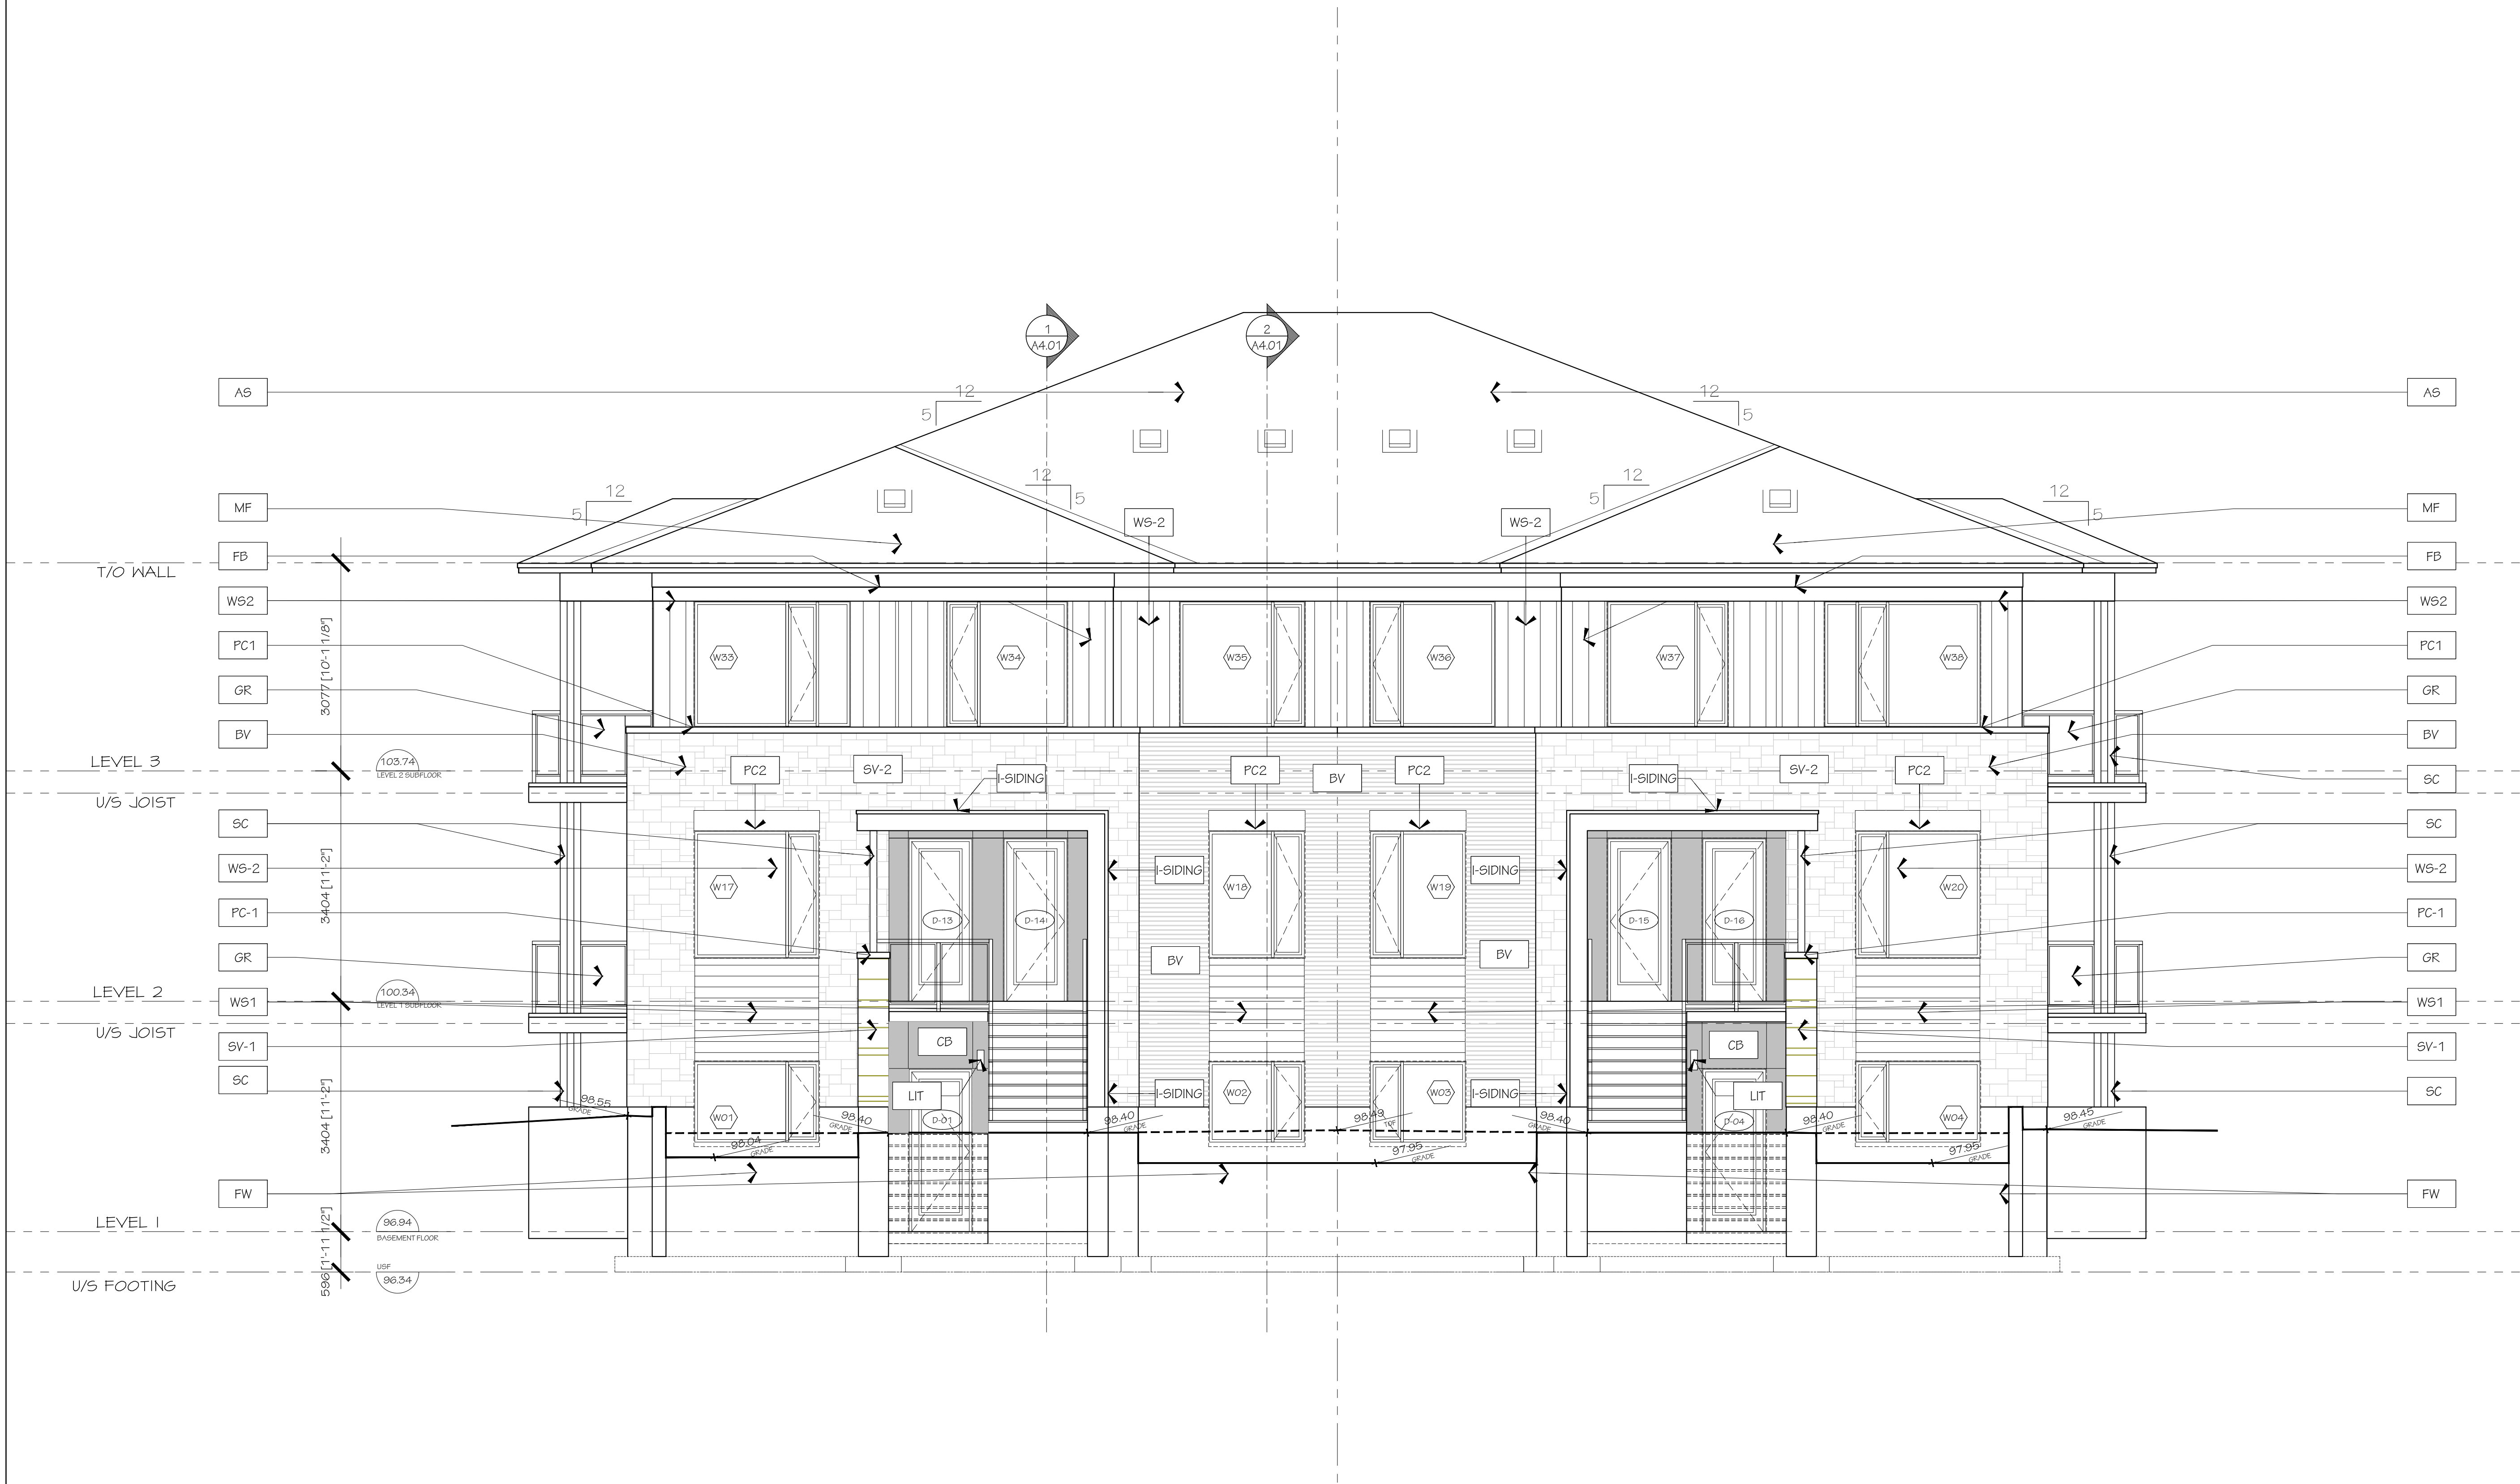 1
A4.01
2
A4.01
AS
12
5
12
5
AS
12
5
MF
12
5
WS-2
WS-2
12
5
12
5
MF
FB
FB
T/O WALL
WS2
WS2
3077 [10'-1 1/8"]
PC1
W33
W34
W35
W36
W37
W38
PC1
GR
GR
BV
BV
LEVEL 3
103.74
LEVEL 2 SUBFLOOR
PC2
SV-2
I-SIDING
PC2
BV
PC2
I-SIDING
SV-2
PC2
SC
U/S JOIST
SC
SC
3404 [11'-2"]
WS-2
W17
I-SIDING
W18
W19
I-SIDING
W20
WS-2
PC-1
D-13
D-14
D-15
D-16
PC-1
GR
BV
BV
GR
LEVEL 2
100.34
LEVEL 1 SUBFLOOR
WS1
WS1
U/S JOIST
SV-1
CB
CB
SV-1
SC
SC
3404 [11'-2"]
98.55
GRADE
W01
98.40
GRADE
LIT
D-01
98.40
GRADE
I-SIDING
W02
98.49
TOF
W03
I-SIDING
98.40
GRADE
LIT
D-04
98.40
GRADE
W04
98.45
GRADE
98.04
GRADE
97.95
GRADE
97.95
GRADE
FW
FW
LEVEL 1
96.94
BASEMENT FLOOR
596 [1'-11 1/2"]
USF
96.34
U/S FOOTING